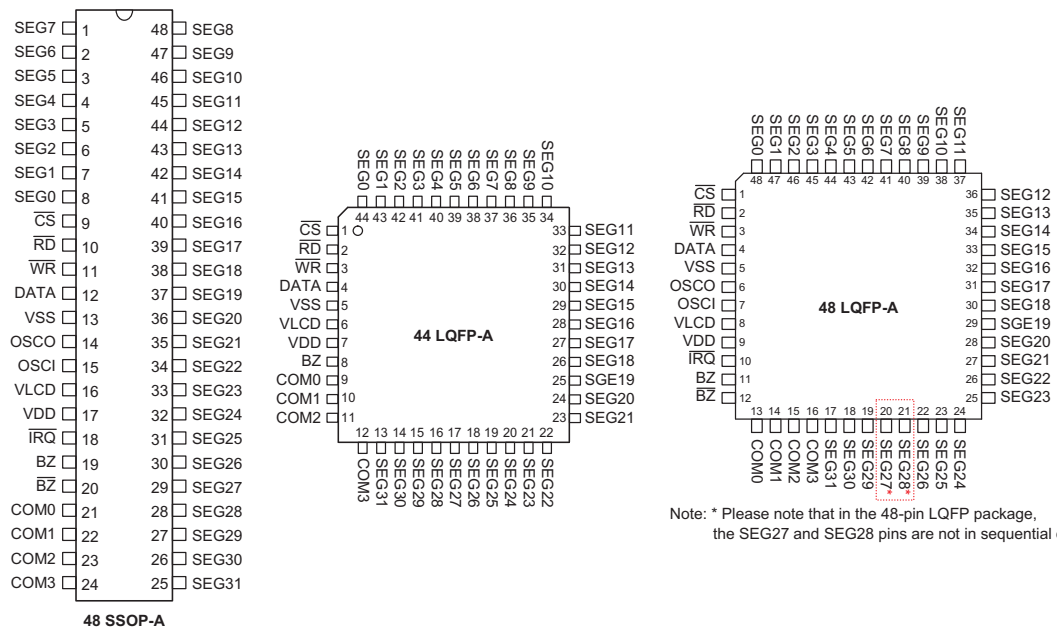 SEG7 1 48 SEG8
SEG6 2 47 SEG9
SEG5 3 46 SEG10
SEG4 4 45 SEG11
SEG3 5 44 SEG12
SEG2 6 43 SEG13
SEG1 7 42 SEG14
SEG0 8 41 SEG15
C̅S̅ 9 40 SEG16
R̅D̅ 10 39 SEG17
W̅R̅ 11 38 SEG18
DATA 12 37 SEG19
VSS 13 36 SEG20
OSCO 14 35 SEG21
OSCI 15 34 SEG22
VLCD 16 33 SEG23
VDD 17 32 SEG24
I̅R̅Q̅ 18 31 SEG25
BZ 19 30 SEG26
B̅Z̅ 20 29 SEG27
COM0 21 28 SEG28
COM1 22 27 SEG29
COM2 23 26 SEG30
COM3 24 25 SEG31
48 SSOP-A
SEG0 SEG1 SEG2 SEG3 SEG4 SEG5 SEG6 SEG7 SEG8 SEG9 SEG10
44 43 42 41 40 39 38 37 36 35 34
C̅S̅ 1 33 SEG11
R̅D̅ 2 32 SEG12
W̅R̅ 3 31 SEG13
DATA 4 30 SEG14
VSS 5 29 SEG15
VLCD 6 28 SEG16
44 LQFP-A
VDD 7 27 SEG17
BZ 8 26 SEG18
COM0 9 25 SGE19
COM1 10 24 SEG20
COM2 11 23 SEG21
12 13 14 15 16 17 18 19 20 21 22
COM3 SEG31 SEG30 SEG29 SEG28 SEG27 SEG26 SEG25 SEG24 SEG23 SEG22
SEG0 SEG1 SEG2 SEG3 SEG4 SEG5 SEG6 SEG7 SEG8 SEG9 SEG10 SEG11
48 47 46 45 44 43 42 41 40 39 38 37
C̅S̅ 1 36 SEG12
R̅D̅ 2 35 SEG13
W̅R̅ 3 34 SEG14
DATA 4 33 SEG15
VSS 5 32 SEG16
OSCO 6 31 SEG17
OSCI 7 30 SEG18
48 LQFP-A
VLCD 8 29 SGE19
VDD 9 28 SEG20
I̅R̅Q̅ 10 27 SEG21
BZ 11 26 SEG22
B̅Z̅ 12 25 SEG23
13 14 15 16 17 18 19 20 21 22 23 24
COM0 COM1 COM2 COM3 SEG31 SEG30 SEG29 SEG27* SEG28* SEG26 SEG25 SEG24
Note: * Please note that in the 48-pin LQFP package,
the SEG27 and SEG28 pins are not in sequential